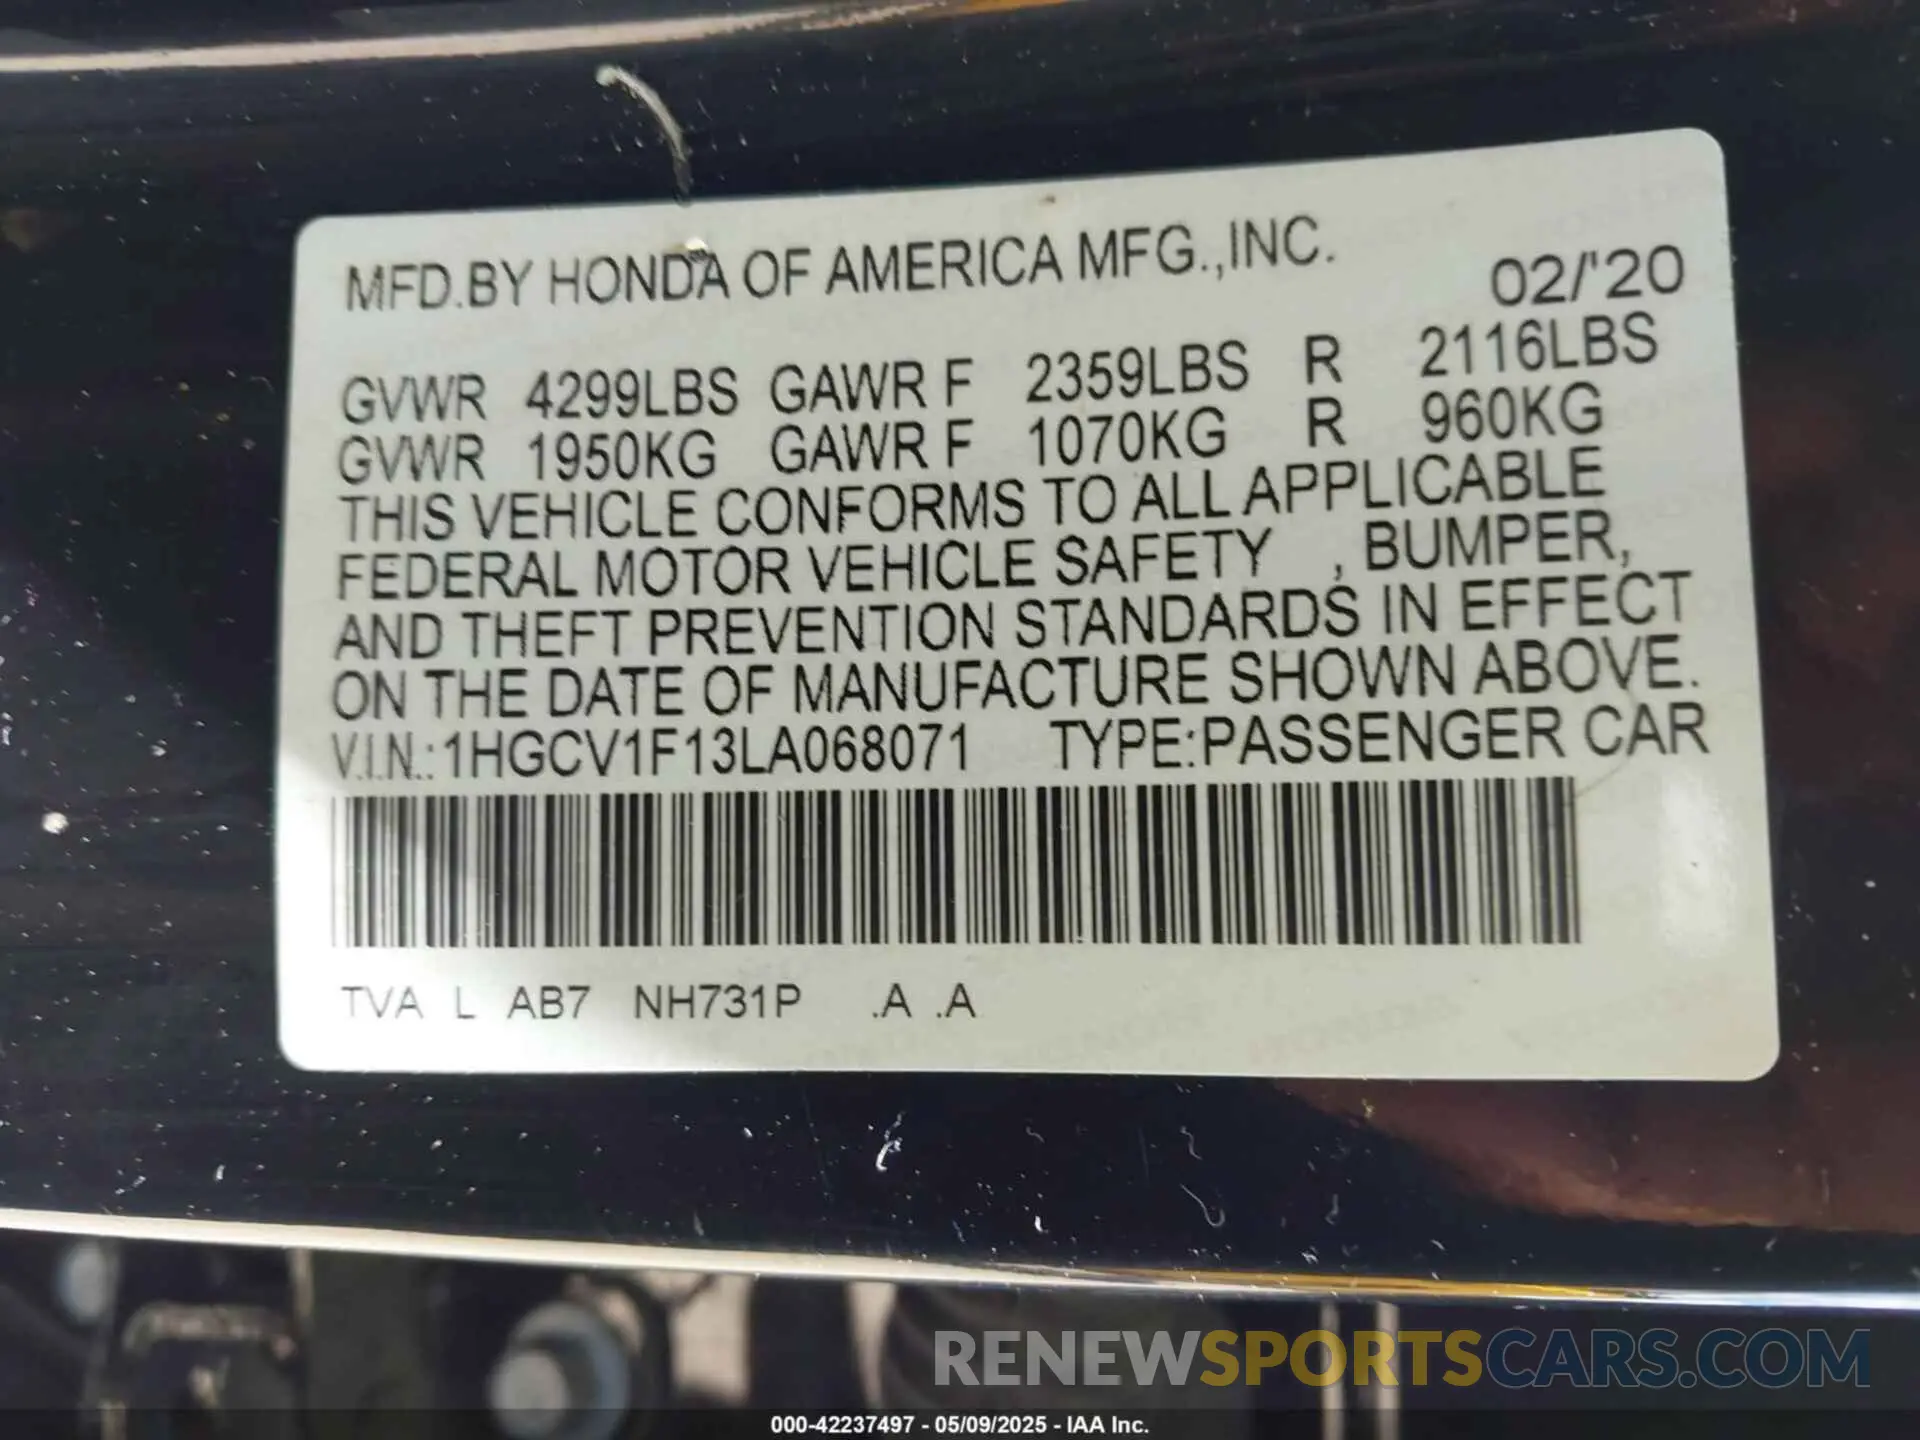 MFD.BY HONDA OF AMERICA MFG.,INC. 02/'20
GVWR 4299LBS GAWR F 2359LBS R 2116LBS
GVWR 1950KG GAWR F 1070KG R 960KG
THIS VEHICLE CONFORMS TO ALL APPLICABLE
FEDERAL MOTOR VEHICLE SAFETY , BUMPER,
AND THEFT PREVENTION STANDARDS IN EFFECT
ON THE DATE OF MANUFACTURE SHOWN ABOVE.
V.I.N.:1HGCV1F13LA068071 TYPE:PASSENGER CAR
TVA L AB7 NH731P .A .A
RENEWSPORTSCARS.COM
000-42237497 - 05/09/2025 - IAA Inc.